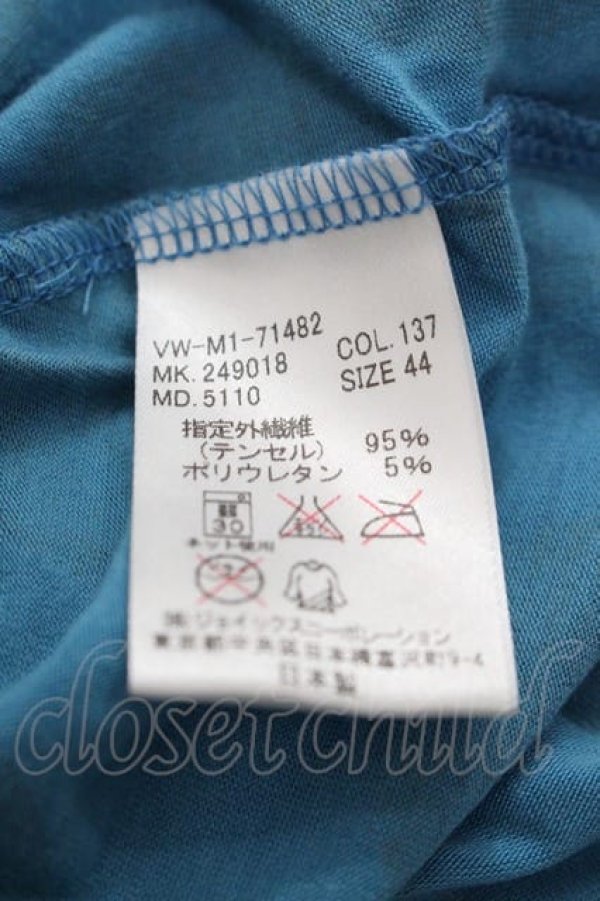 VW-M1-71482
MK.249018
MD.5110
COL.137
SIZE 44
指定外繊維
(テンセル) 95%
ポリウレタン 5%
30
ネット使用
(株)ジョイックスコーポレーション
東京都中央区日本橋富沢町9-4
日本製
closetchild